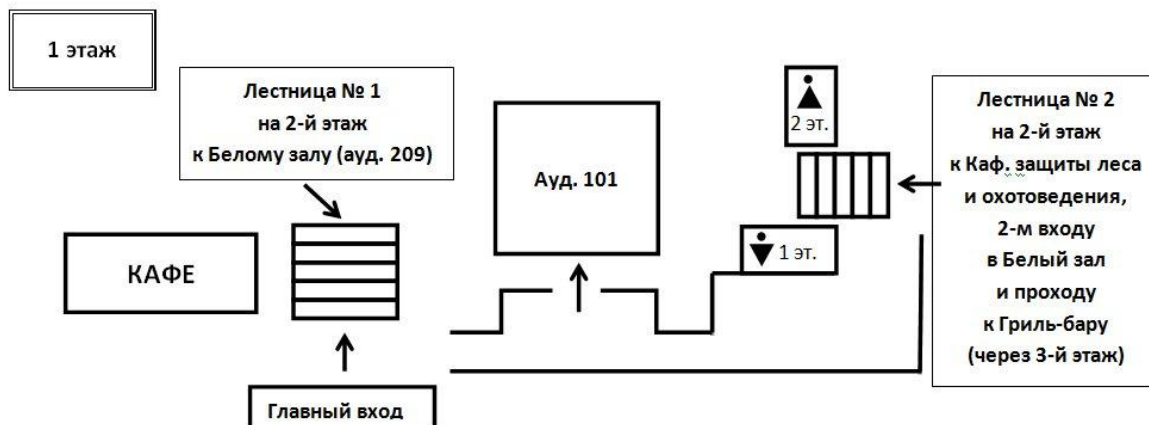 1 этаж
Лестница № 1
на 2-й этаж
к Белому залу (ауд. 209)
КАФЕ
Главный вход
Ауд. 101
2 эт.
1 эт.
Лестница № 2
на 2-й этаж
к Каф. защиты леса
и охотоведения,
2-м входу
в Белый зал
и проходу
к Гриль-бару
(через 3-й этаж)